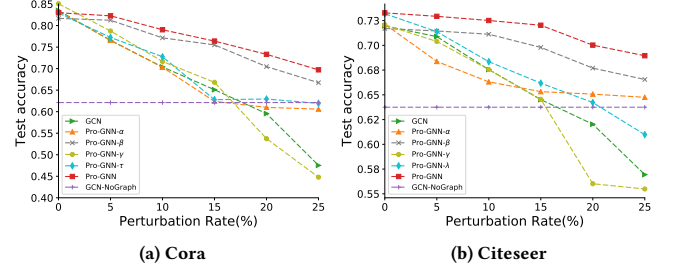 0.85
0.80
0.75
0.70
0.65
0.60
0.55
0.50
0.45
0.40
Test accuracy
GCN
Pro-GNN-α
Pro-GNN-β
Pro-GNN-γ
Pro-GNN-τ
Pro-GNN
GCN-NoGraph
0 5 10 15 20 25
Perturbation Rate(%)
(a) Cora
0.73
0.70
0.68
0.65
0.62
0.60
0.58
0.55
Test accuracy
GCN
Pro-GNN-α
Pro-GNN-β
Pro-GNN-γ
Pro-GNN-λ
Pro-GNN
GCN-NoGraph
0 5 10 15 20 25
Perturbation Rate(%)
(b) Citeseer